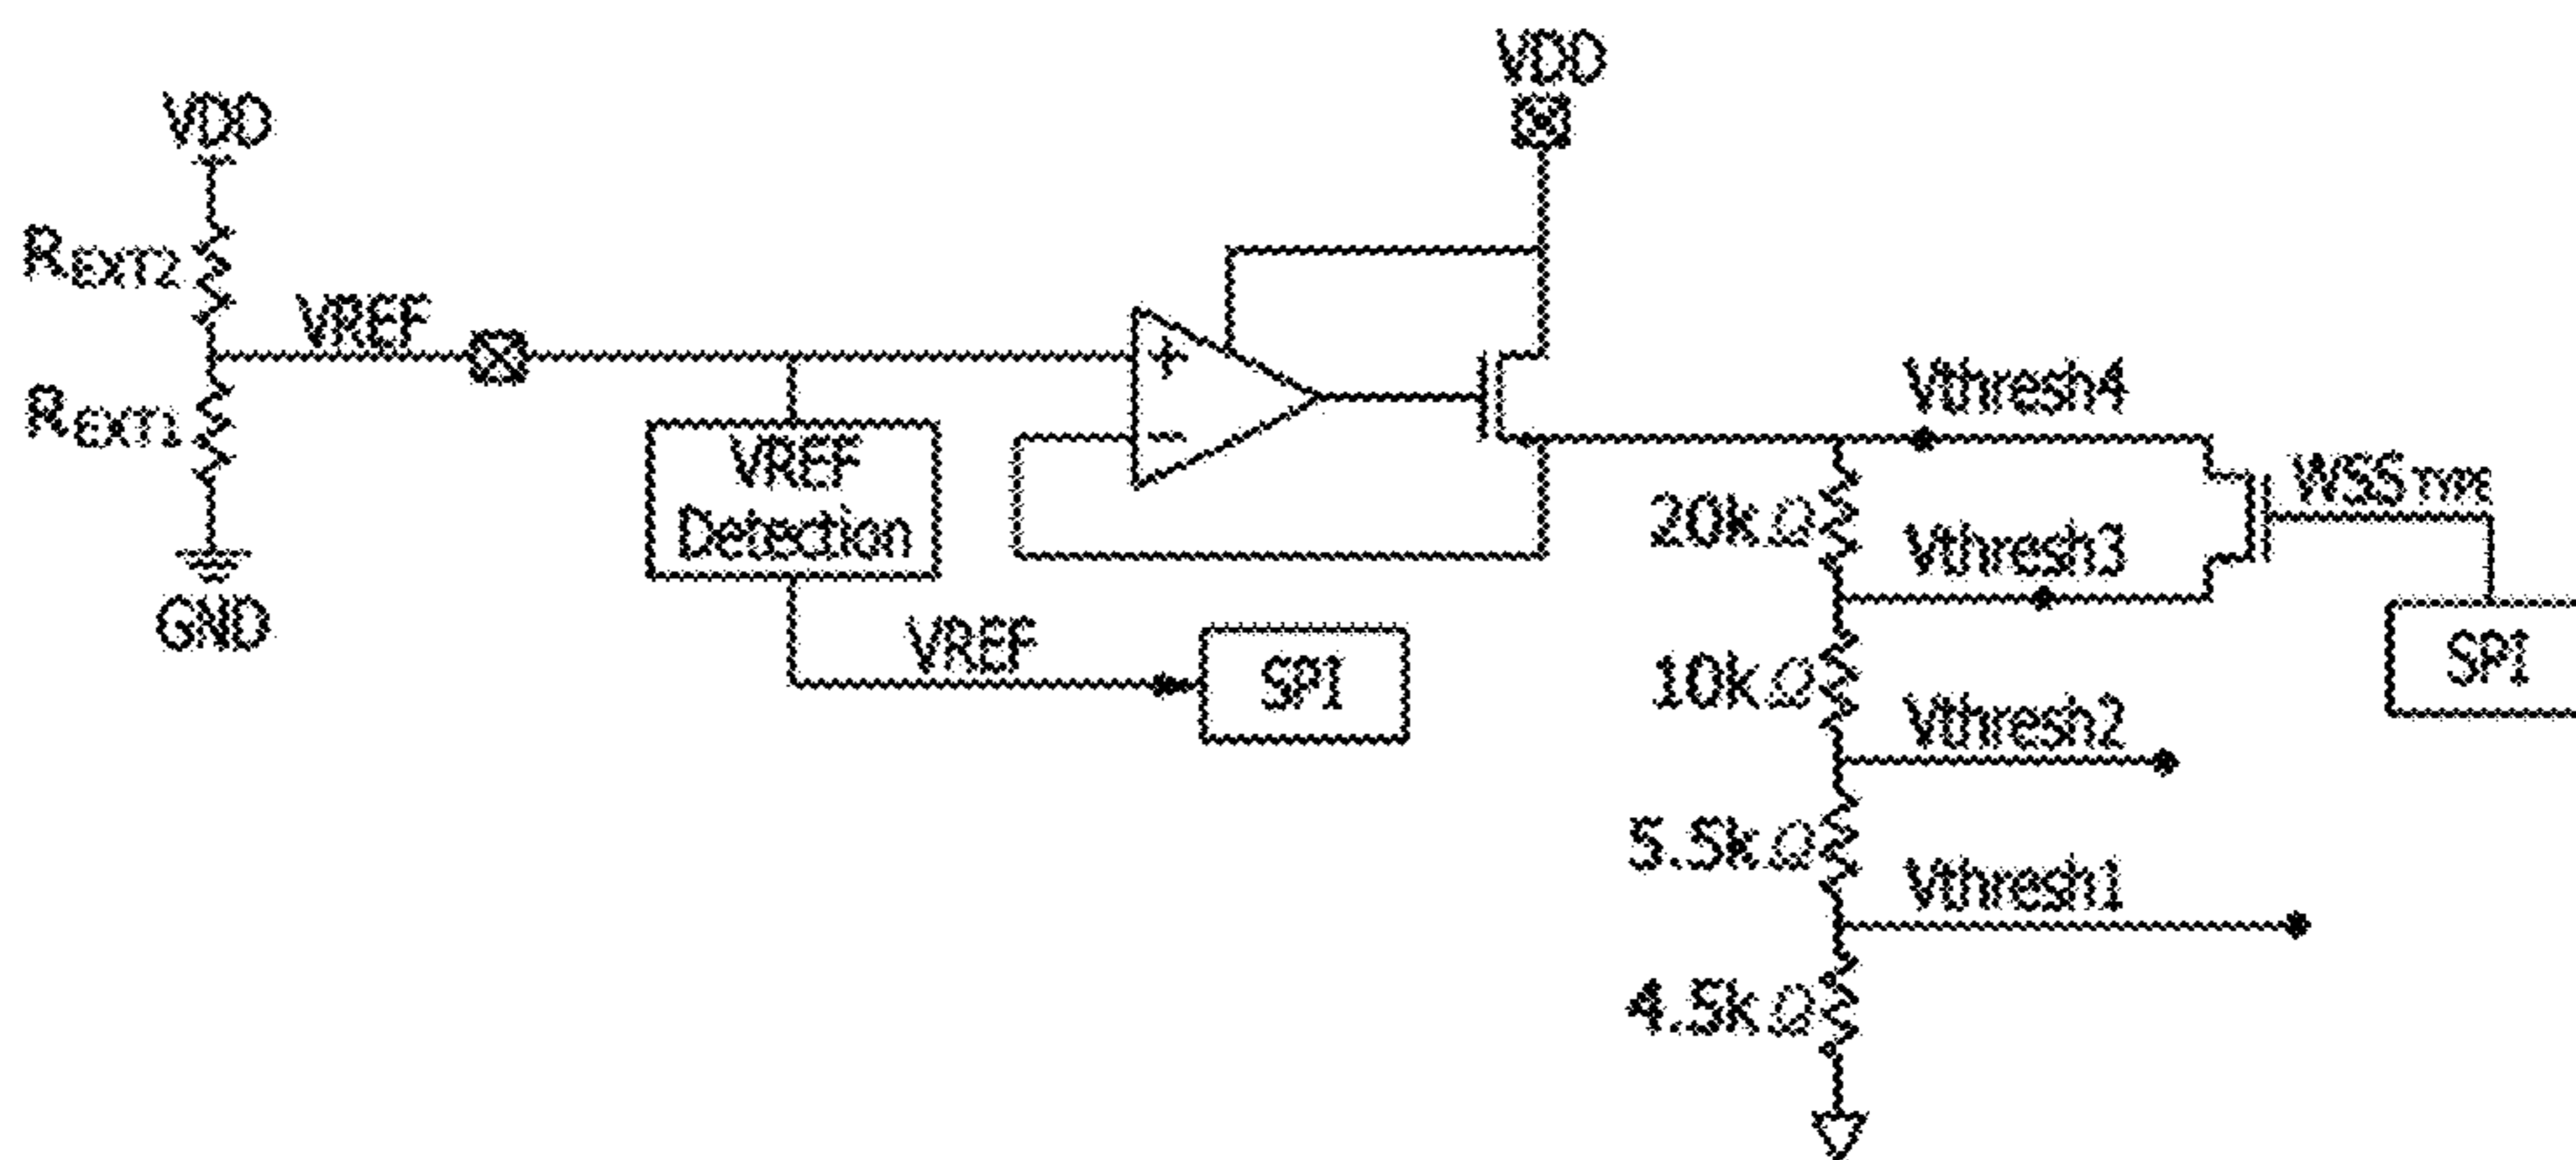 VDD
REXT2
VREF
REXT1
GND
VREF
Detection
VREF
SPI
VDD
Vthresh4
20kΩ
WSS TYPE
Vthresh3
SPI
10kΩ
Vthresh2
5.5kΩ
Vthresh1
4.5kΩ
+
−